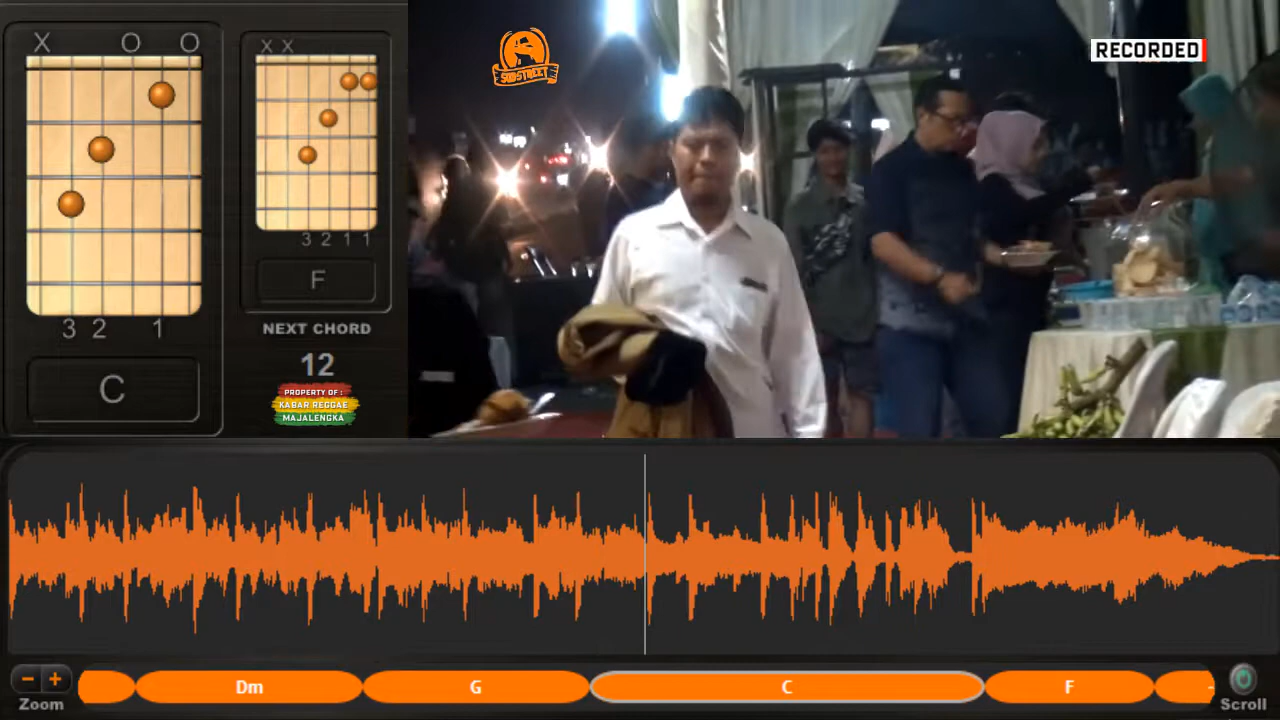 X O O
3 2 1
C
X X
3 2 1 1
F
NEXT CHORD
12
PROPERTY OF :
KABAR REGGAE
MAJALENGKA
SUBSTREET
RECORDED
- +
Zoom
Dm
G
C
F
Scroll